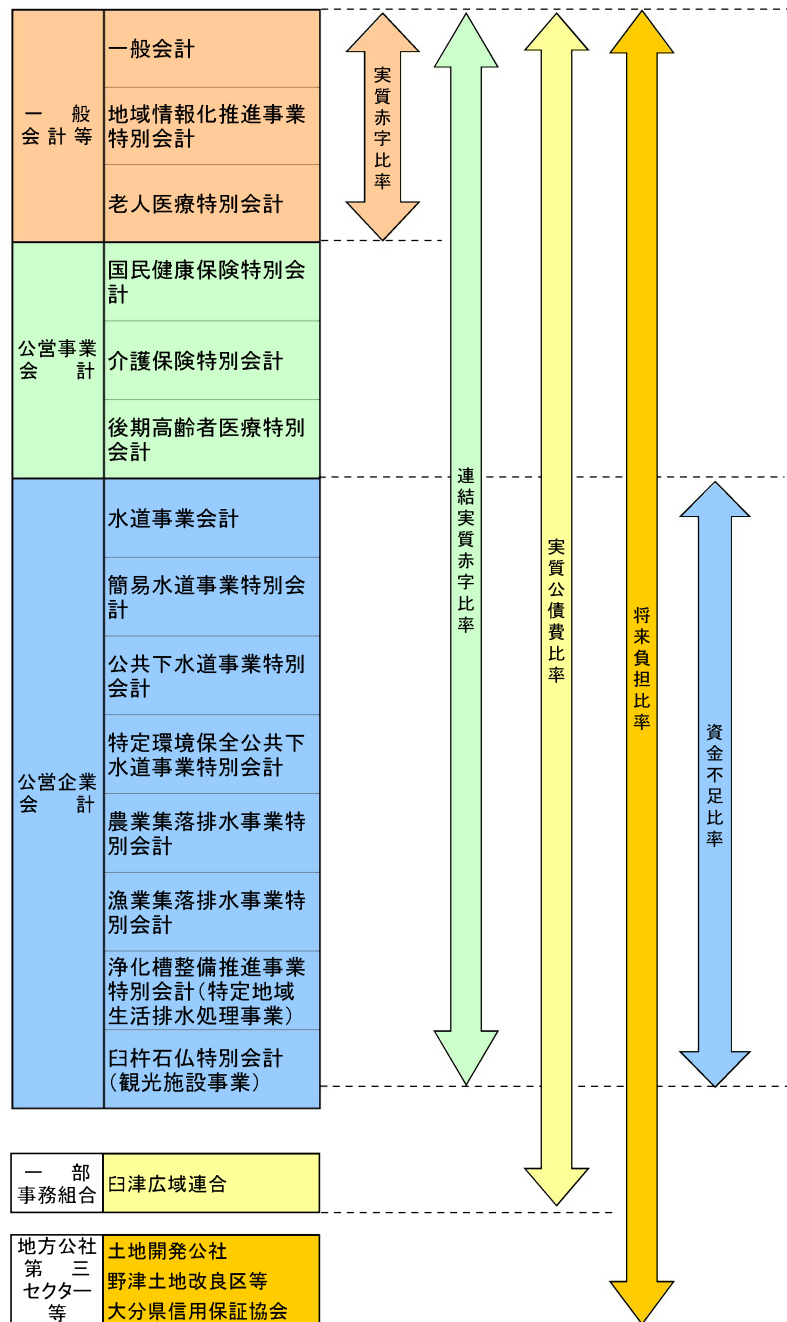 一般
会計等
一般会計
地域情報化推進事業
特別会計
老人医療特別会計
公営事業
会計
国民健康保険特別会
計
介護保険特別会計
後期高齢者医療特別
会計
公営企業
会計
水道事業会計
簡易水道事業特別会
計
公共下水道事業特別
会計
特定環境保全公共下
水道事業特別会計
農業集落排水事業特
別会計
漁業集落排水事業特
別会計
浄化槽整備推進事業
特別会計（特定地域
生活排水処理事業）
臼杵石仏特別会計
（観光施設事業）
一部
事務組合
臼津広域連合
地方公社
第三
セクター
等
土地開発公社
野津土地改良区等
大分県信用保証協会
実質赤字比率
連結実質赤字比率
実質公債費比率
将来負担比率
資金不足比率